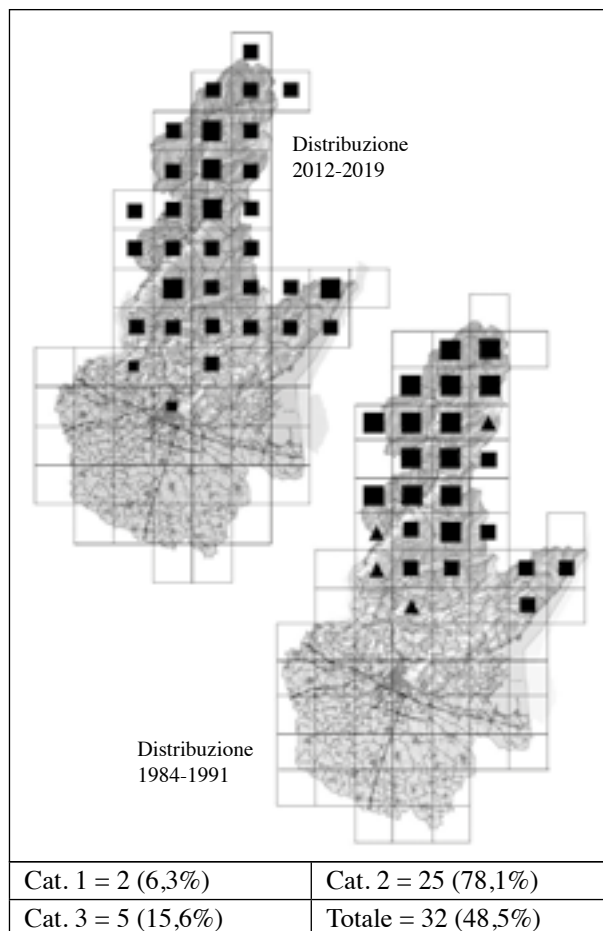 Distribuzione
2012-2019
Distribuzione
1984-1991
Cat. 1 = 2 (6,3%)
Cat. 2 = 25 (78,1%)
Cat. 3 = 5 (15,6%)
Totale = 32 (48,5%)